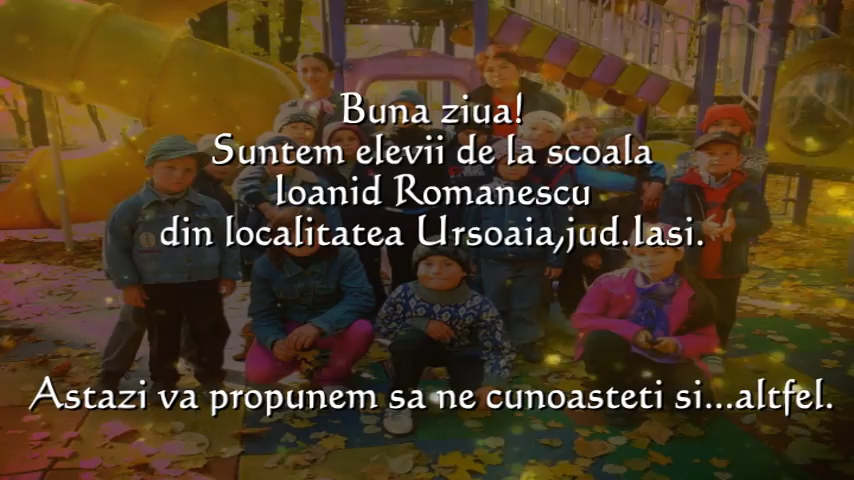 Buna ziua!
Suntem elevii de la scoala
Ioanid Romanescu
din localitatea Ursoaia,jud.Iasi.
Astazi va propunem sa ne cunoasteti si...altfel.